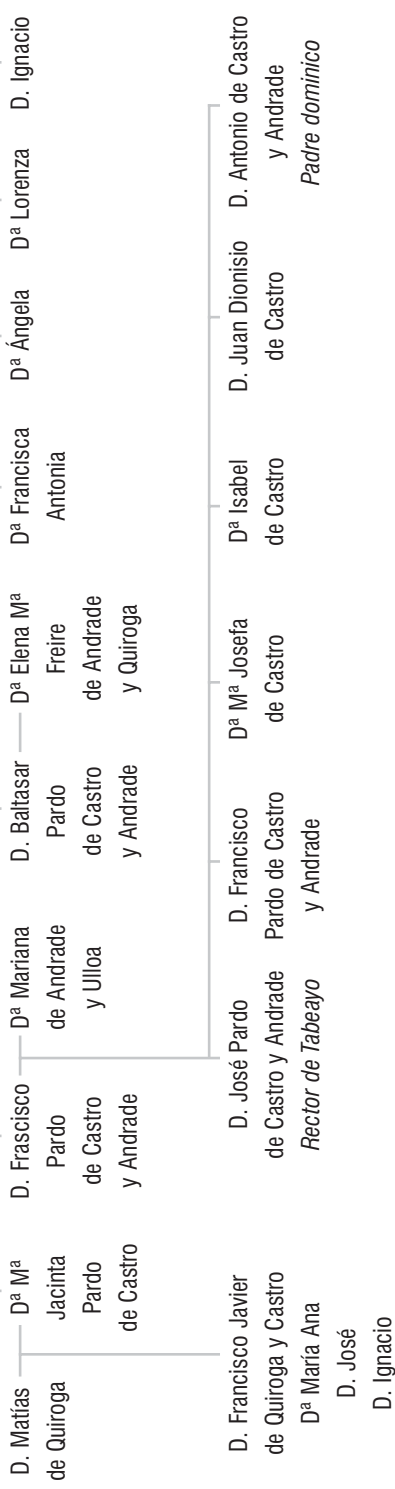 D. Matías
de Quiroga
Dª Mª
Jacinta
Pardo
de Castro
D. Frascisco
Pardo
de Castro
y Andrade
Dª Mariana
de Andrade
y Ulloa
D. Baltasar
Pardo
de Castro
y Andrade
Dª Elena Mª
Freire
de Andrade
y Quiroga
Dª Francisca
Antonia
Dª Ángela
Dª Lorenza
D. Ignacio
D. Francisco Javier
de Quiroga y Castro
Dª María Ana
D. José
D. Ignacio
D. José Pardo
de Castro y Andrade
Rector de Tabeayo
D. Francisco
Pardo de Castro
y Andrade
Dª Mª Josefa
de Castro
Dª Isabel
de Castro
D. Juan Dionisio
de Castro
D. Antonio de Castro
y Andrade
Padre dominico